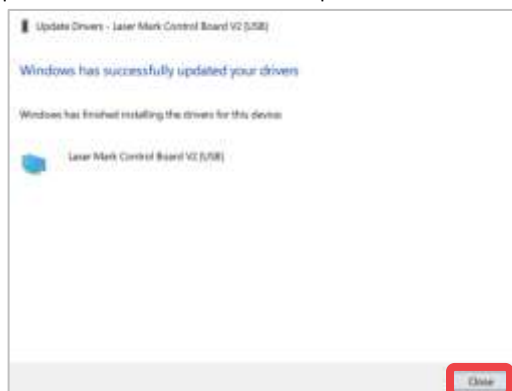 Update Drivers - Laser Mark Control Board V2 (USB)
Windows has successfully updated your drivers
Windows has finished installing the drivers for this device:
Laser Mark Control Board V2 (USB)
Close